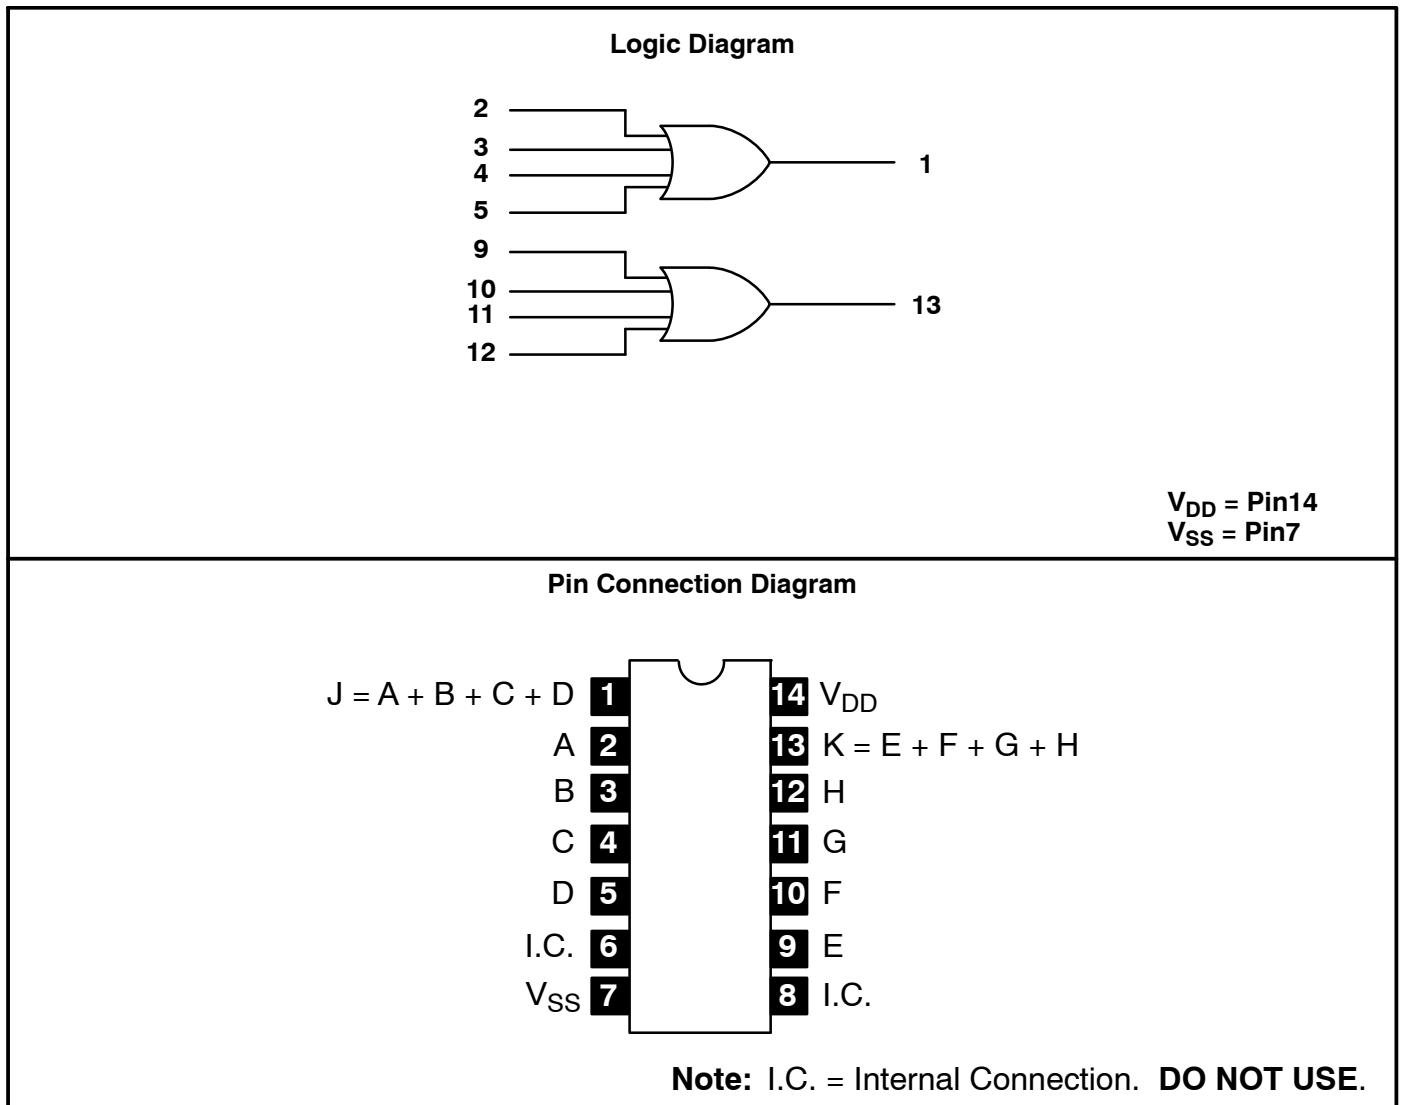 Logic Diagram
2
3
4
5
1
9
10
11
12
13
VDD = Pin14
VSS = Pin7
Pin Connection Diagram
J = A + B + C + D 1 14 VDD
A 2 13 K = E + F + G + H
B 3 12 H
C 4 11 G
D 5 10 F
I.C. 6 9 E
VSS 7 8 I.C.
Note: I.C. = Internal Connection. DO NOT USE.